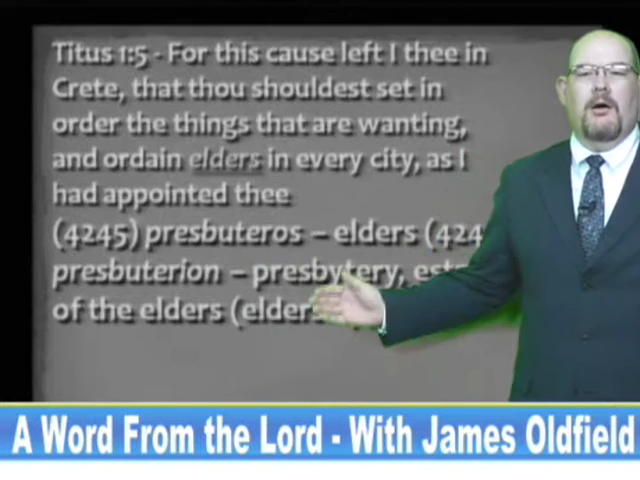 Titus 1:5 - For this cause left I thee in
Crete, that thou shouldest set in
order the things that are wanting,
and ordain elders in every city, as I
had appointed thee
(4245) presbuteros – elders (424
presbuterion – presbytery,
of the elders (elder
A Word From the Lord - With James Oldfield